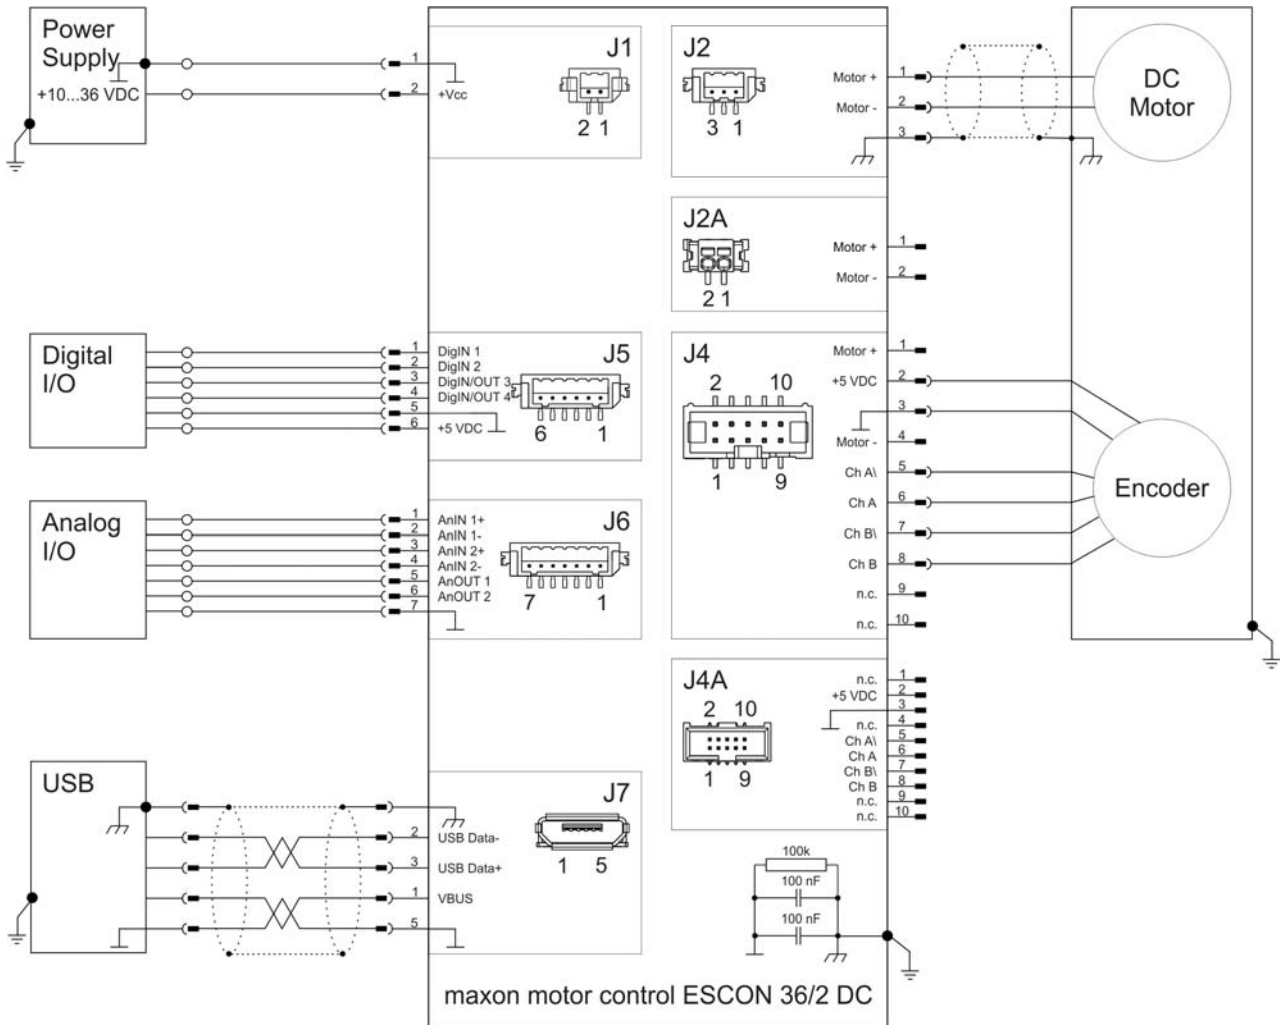 Power
Supply
+10...36 VDC
1
2
+Vcc
J1
2 1
J2
3 1
Motor +
1
Motor -
2
3
DC
Motor
J2A
2 1
Motor +
1
Motor -
2
Digital
I/O
1
DigIN 1
2
DigIN 2
3
DigIN/OUT 3
4
DigIN/OUT 4
5
6
+5 VDC
J5
6 1
J4
2 10
1 9
Motor +
1
+5 VDC
2
3
Motor -
4
Ch A\
5
Ch A
6
Ch B\
7
Ch B
8
n.c.
9
n.c.
10
Encoder
Analog
I/O
1
AnIN 1+
2
AnIN 1-
3
AnIN 2+
4
AnIN 2-
5
AnOUT 1
6
AnOUT 2
7
J6
7 1
J4A
2 10
1 9
n.c.
1
+5 VDC
2
3
n.c.
4
Ch A\
5
Ch A
6
Ch B\
7
Ch B
8
n.c.
9
n.c.
10
USB
2
USB Data-
3
USB Data+
1
VBUS
5
J7
1 5
100k
100 nF
100 nF
maxon motor control ESCON 36/2 DC